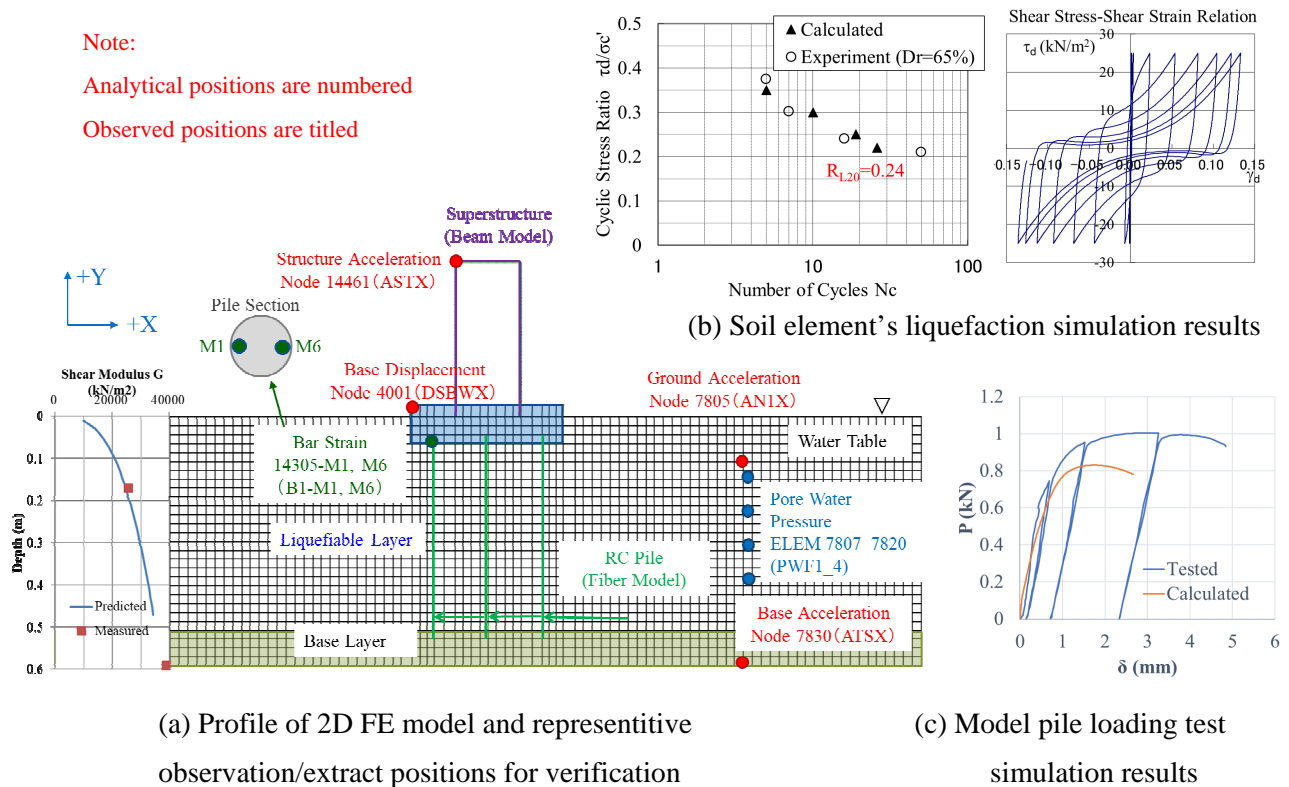 Note:
Analytical positions are numbered
Observed positions are titled
+Y
+X
Pile Section
M1
M6
Structure Acceleration
Node 14461(ASTX)
Superstructure
(Beam Model)
Base Displacement
Node 4001(DSBWX)
Ground Acceleration
Node 7805(AN1X)
Shear Modulus G
(kN/m2)
0 20000 40000
0
0.1
0.2
0.3
0.4
0.5
0.6
Depth (m)
Predicted
Measured
Bar Strain
14305-M1, M6
(B1-M1, M6)
Liquefiable Layer
Base Layer
RC Pile
(Fiber Model)
Water Table
Pore Water
Pressure
ELEM 7807 7820
(PWF1_4)
Base Acceleration
Node 7830(ATSX)
(a) Profile of 2D FE model and representitive
observation/extract positions for verification
Cyclic Stress Ratio τd/σc'
0.5
0.4
0.3
0.2
0.1
0
1 10 100
Number of Cycles Nc
Calculated
Experiment (Dr=65%)
RL20=0.24
Shear Stress-Shear Strain Relation
τd (kN/m²)
30
20
10
0
-10
-20
-30
0.15 -0.10 -0.05 0.00 0.05 0.10 0.15
γd
(b) Soil element’s liquefaction simulation results
P (kN)
1.2
1
0.8
0.6
0.4
0.2
0
0 1 2 3 4 5 6
δ (mm)
Tested
Calculated
(c) Model pile loading test
simulation results